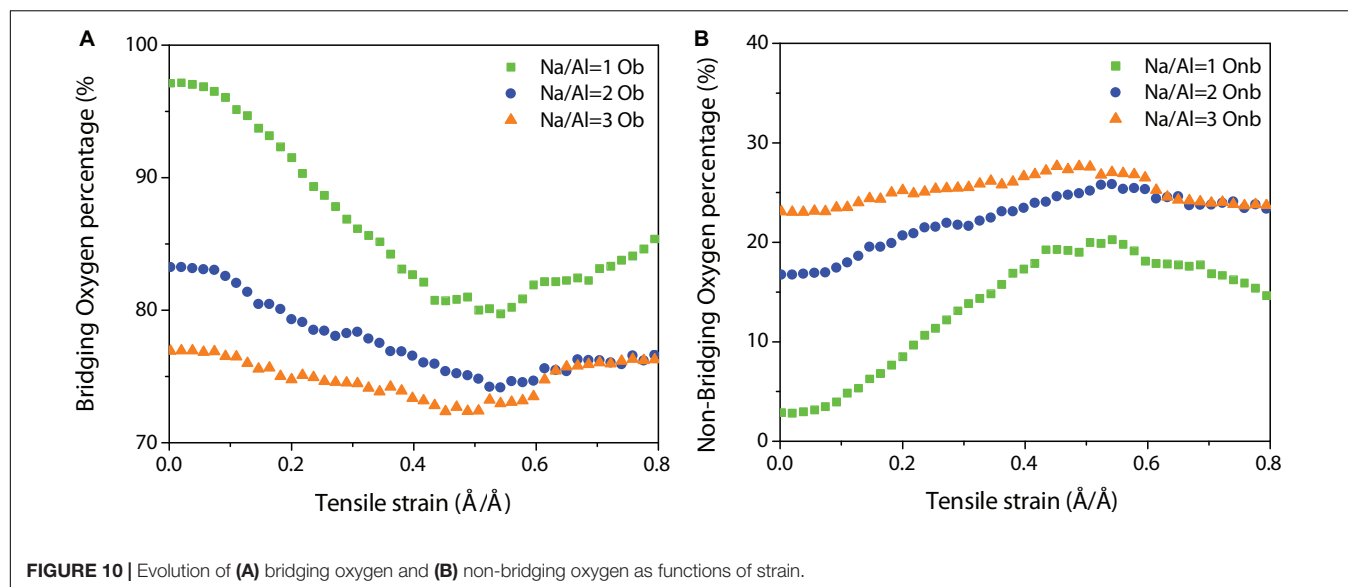 A
Bridging Oxygen percentage (%
100
90
80
70
Na/Al=1 Ob
Na/Al=2 Ob
Na/Al=3 Ob
0.0 0.2 0.4 0.6 0.8
Tensile strain (Å/Å)
B
Non-Bridging Oxygen percentage (%)
40
30
20
10
0
Na/Al=1 Onb
Na/Al=2 Onb
Na/Al=3 Onb
0.0 0.2 0.4 0.6 0.8
Tensile strain (Å/Å)
FIGURE 10 | Evolution of (A) bridging oxygen and (B) non-bridging oxygen as functions of strain.